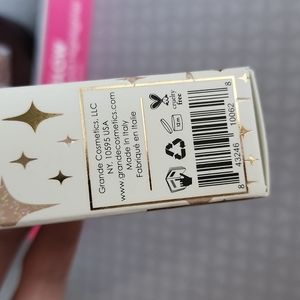 Grande Cosmetics, LLC
NY, 10595 USA
www.grandecosmetics.com
Made in Italy
Fabriqué en Italie
cruelty
free
12 M
8 43246 10062 8